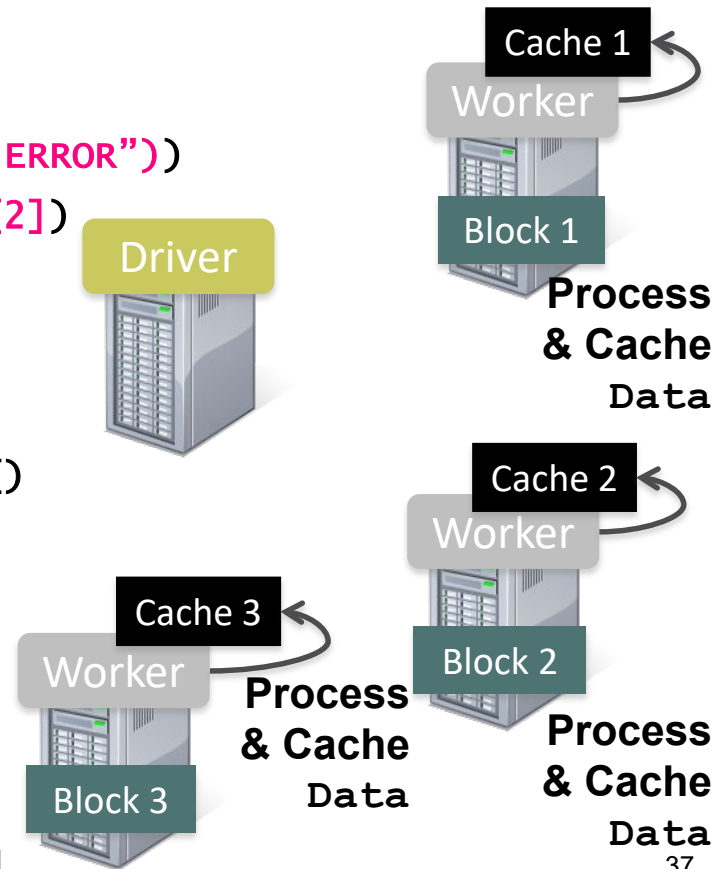 Cache 1
Worker
ERROR”))
[2])
Block 1
Driver
Process
& Cache
Data
()
Cache 2
Worker
Cache 3
Block 2
Worker
Process
& Cache
Data
Process
& Cache
Data
Block 3
37